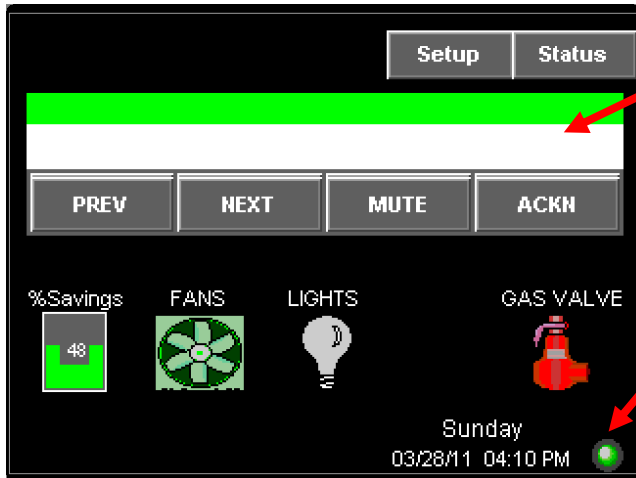 Setup Status
PREV NEXT MUTE ACKN
%Savings FANS LIGHTS GAS VALVE
48
Sunday
03/28/11 04:10 PM